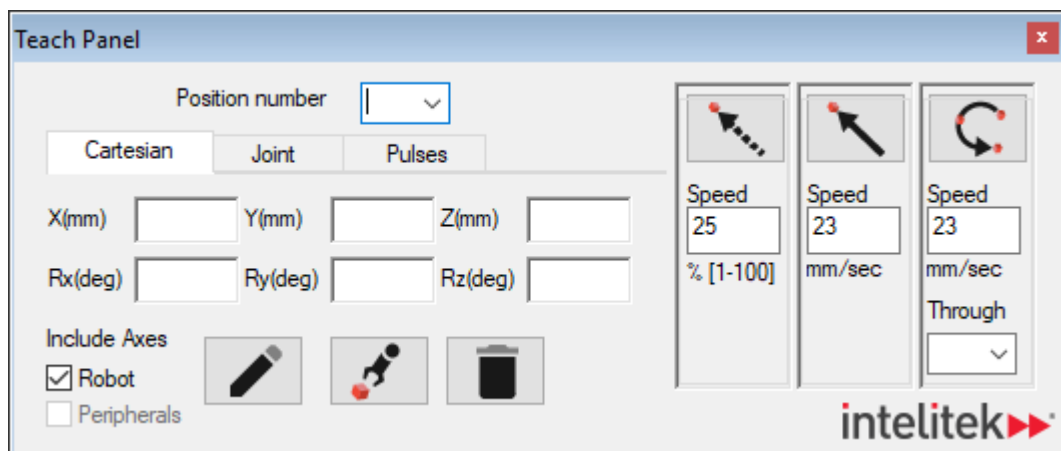 Teach Panel
x
Position number
Cartesian Joint Pulses
X(mm) Y(mm) Z(mm)
Rx(deg) Ry(deg) Rz(deg)
Include Axes
Robot
Peripherals
Speed
25
% [1-100]
Speed
23
mm/sec
Speed
23
mm/sec
Through
intelitek